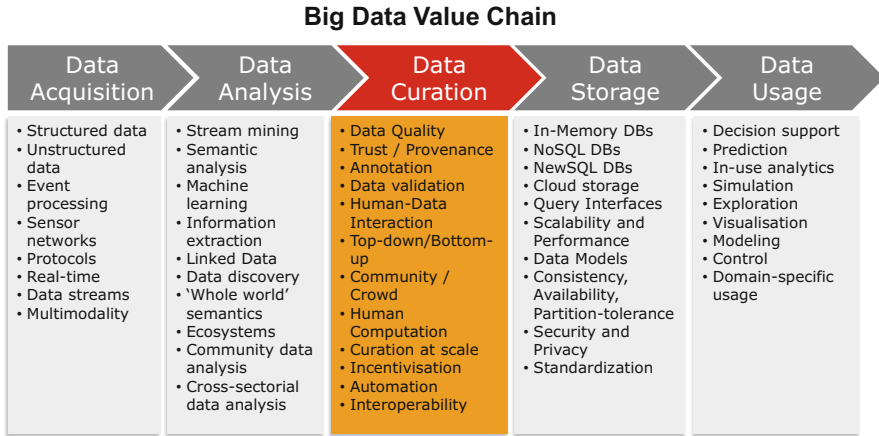 Big Data Value Chain
Data
Acquisition
Data
Analysis
Data
Curation
Data
Storage
Data
Usage
• Structured data
• Unstructured
data
• Event
processing
• Sensor
networks
• Protocols
• Real-time
• Data streams
• Multimodality
• Stream mining
• Semantic
analysis
• Machine
learning
• Information
extraction
• Linked Data
• Data discovery
• ‘Whole world’
semantics
• Ecosystems
• Community data
analysis
• Cross-sectorial
data analysis
• Data Quality
• Trust / Provenance
• Annotation
• Data validation
• Human-Data
Interaction
• Top-down/Bottom-
up
• Community /
Crowd
• Human
Computation
• Curation at scale
• Incentivisation
• Automation
• Interoperability
• In-Memory DBs
• NoSQL DBs
• NewSQL DBs
• Cloud storage
• Query Interfaces
• Scalability and
Performance
• Data Models
• Consistency,
Availability,
Partition-tolerance
• Security and
Privacy
• Standardization
• Decision support
• Prediction
• In-use analytics
• Simulation
• Exploration
• Visualisation
• Modeling
• Control
• Domain-specific
usage